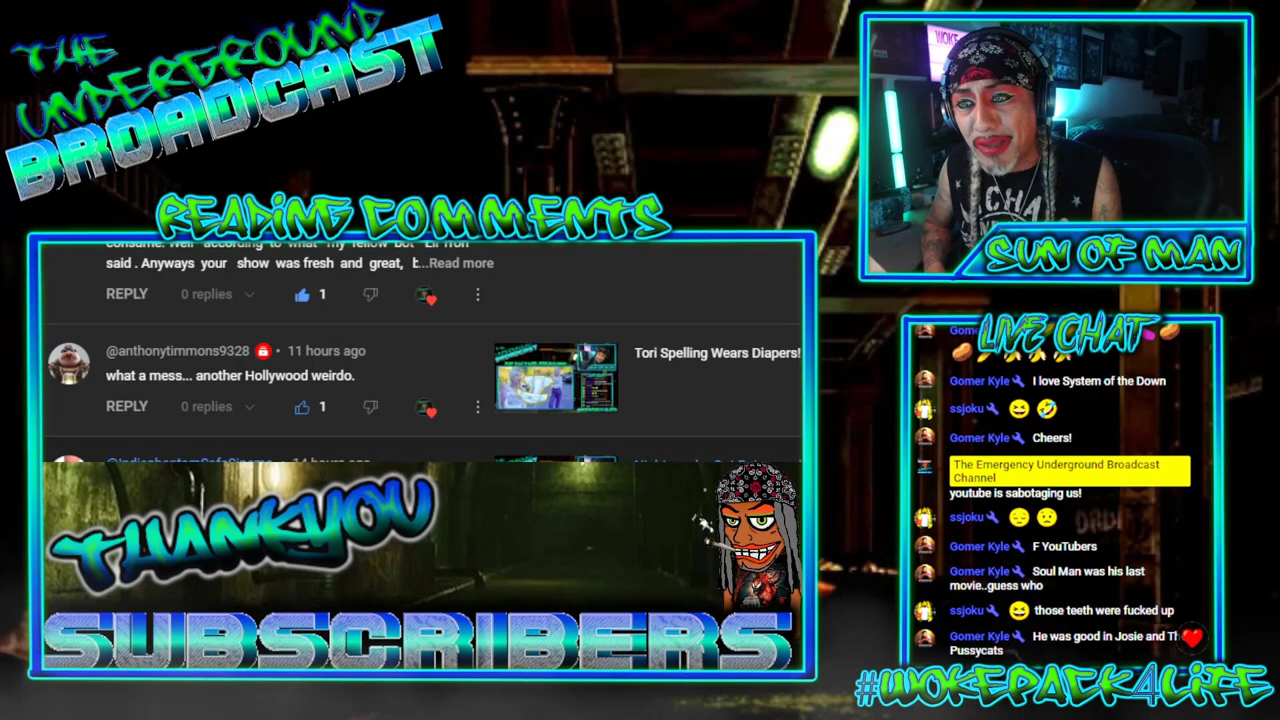 THE
UNDERGROUND
BROADCAST
READING COMMENTS
said . Anyways your show was fresh and great, t...Read more
REPLY 0 replies 1
@anthonytimmons9328 • 11 hours ago
what a mess... another Hollywood weirdo.
Tori Spelling Wears Diapers!
REPLY 0 replies 1
THANKYOU
SUBSCRIBERS
WOKE
SUN OF MAN
LIVE CHAT
Gome
Gomer Kyle I love System of the Down
ssjoku 😆 🤣
Gomer Kyle Cheers!
The Emergency Underground Broadcast
Channel
youtube is sabotaging us!
ssjoku 😔 😟
Gomer Kyle F YouTubers
Gomer Kyle Soul Man was his last
movie..guess who
ssjoku 😆 those teeth were fucked up
Gomer Kyle He was good in Josie and Th
Pussycats
#WOKEPACK4LIFE